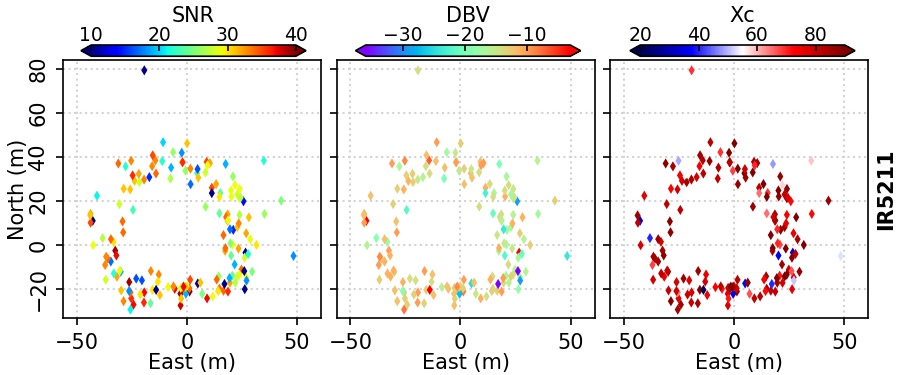 SNR DBV Xc
10 20 30 40 −30 −20 −10 20 40 60 80
80
60
40
20
0
−20
North (m)
−50 0 50 −50 0 50 −50 0 50
East (m) East (m) East (m)
IR5211